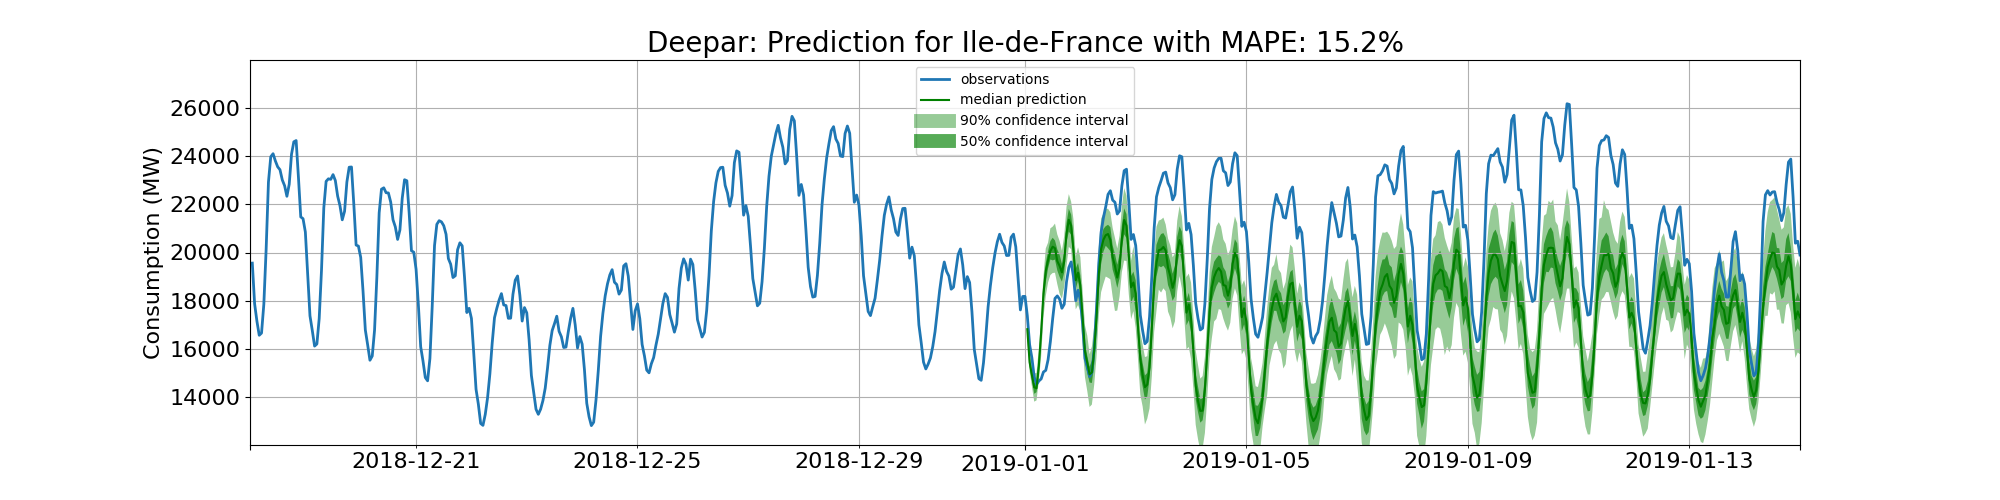 Deepar: Prediction for Ile-de-France with MAPE: 15.2%
observations
median prediction
90% confidence interval
50% confidence interval
Consumption (MW)
26000
24000
22000
20000
18000
16000
14000
2018-12-21
2018-12-25
2018-12-29
2019-01-01
2019-01-05
2019-01-09
2019-01-13